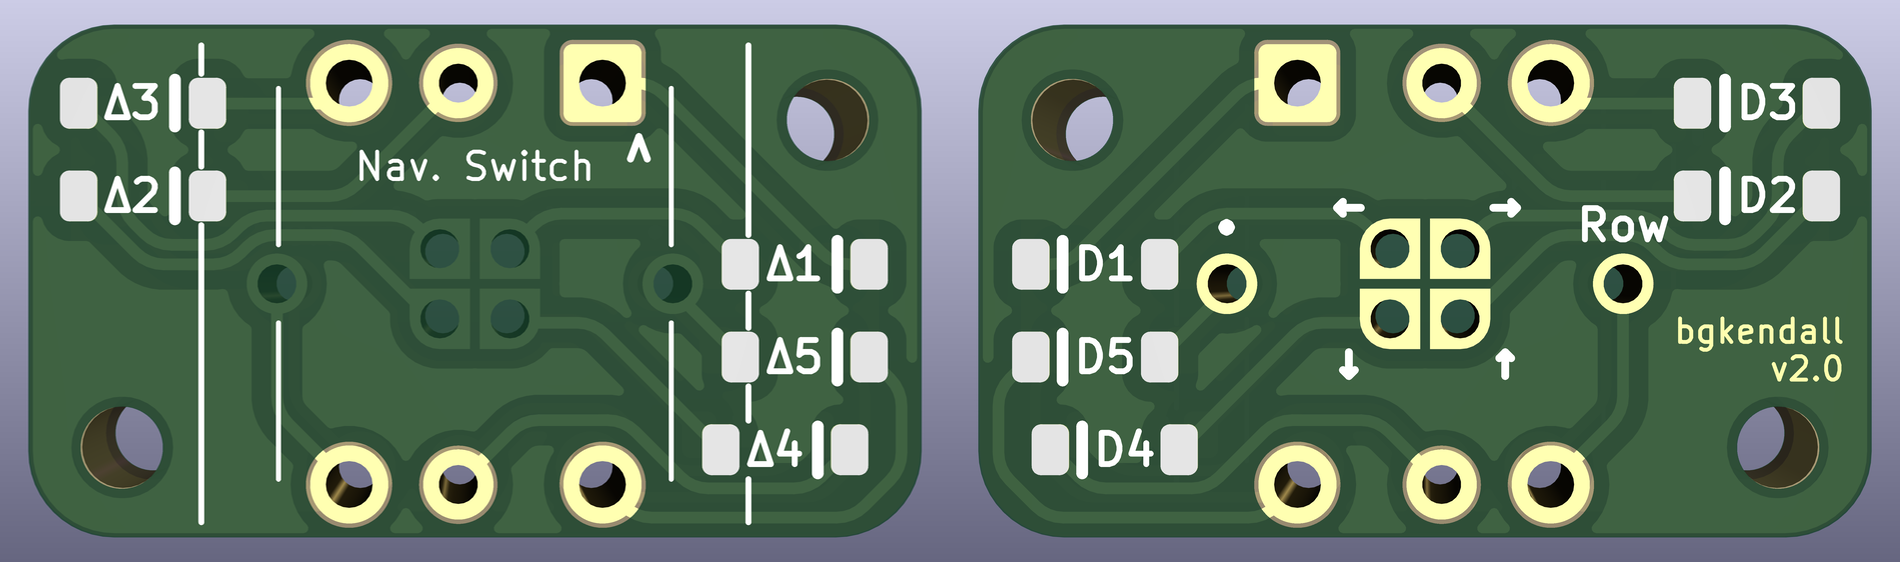 Δ3
Nav. Switch
Λ
Δ2
Δ1
Δ5
Δ4
D3
D2
Row
D1
D5
D4
bgkendall
v2.0